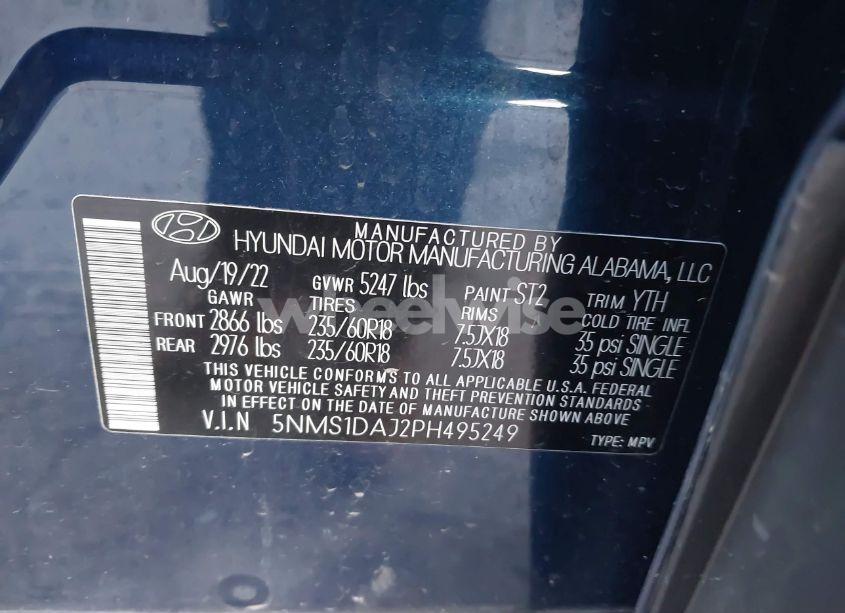 MANUFACTURED BY
HYUNDAI MOTOR MANUFACTURING ALABAMA, LLC
Aug/19/22 GVWR 5247 lbs PAINT ST2 TRIM YTH
GAWR TIRES RIMS COLD TIRE INFL
FRONT 2866 lbs 235/60R18 7.5JX18 35 psi SINGLE
REAR 2976 lbs 235/60R18 7.5JX18 35 psi SINGLE
THIS VEHICLE CONFORMS TO ALL APPLICABLE U.S.A. FEDERAL
MOTOR VEHICLE SAFETY AND THEFT PREVENTION STANDARDS
IN EFFECT ON THE DATE OF MANUFACTURE SHOWN ABOVE
V.I.N 5NMS1DAJ2PH495249 TYPE: MPV
wheelwise